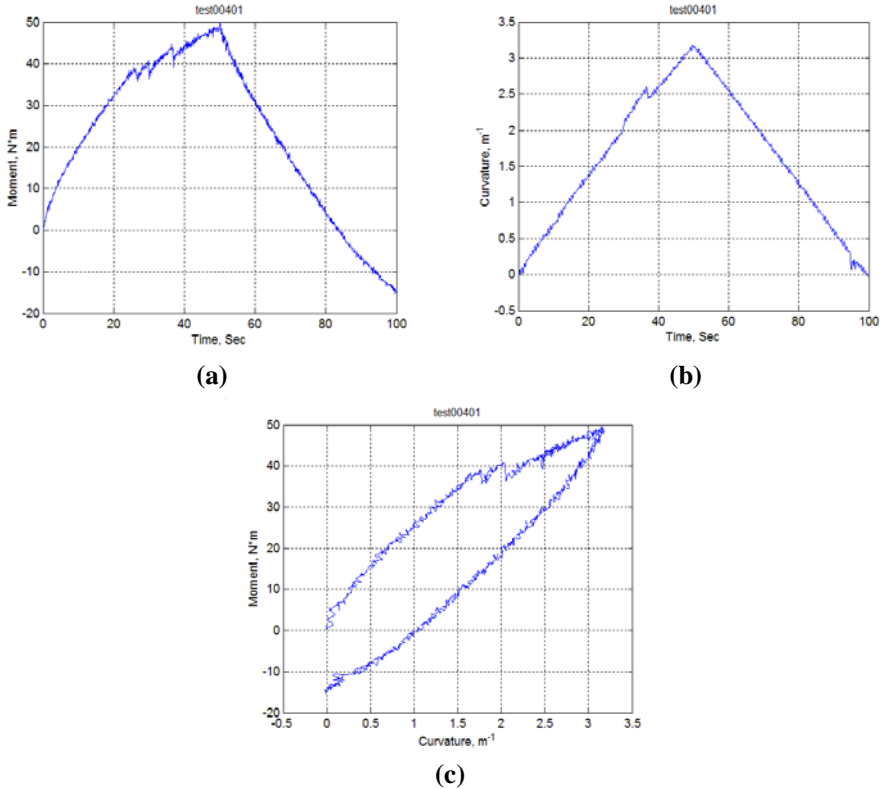 test00401
50
40
30
20
10
0
-10
-20
0 20 40 60 80 100
Moment, N*m
Time, Sec
(a)
test00401
3.5
3
2.5
2
1.5
1
0.5
0
-0.5
0 20 40 60 80 100
Curvature, m⁻¹
Time, Sec
(b)
test00401
50
40
30
20
10
0
-10
-20
-0.5 0 0.5 1 1.5 2 2.5 3 3.5
Moment, N*m
Curvature, m⁻¹
(c)